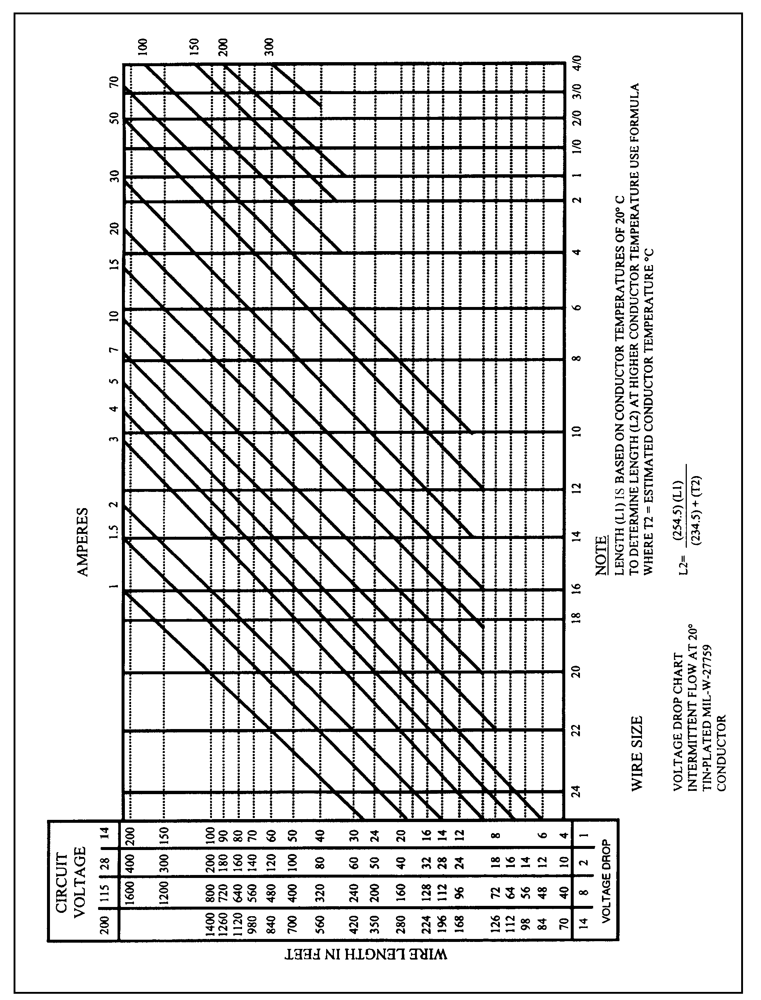 AMPERES
CIRCUIT
VOLTAGE
200 115 28 14
1 1.5 2 3 4 5 7 10 15 20 30 50 70
100
150
200
300
WIRE LENGTH IN FEET
1600 400 200
1200 300 150
1400 800 200 100
1260 720 180 90
1120 640 160 80
980 560 140 70
840 480 120 60
700 400 100 50
560 320 80 40
420 240 60 30
350 200 50 24
280 160 40 20
224 128 32 16
196 112 28 14
168 96 24 12
126 72 18 8
112 64 16
98 56 14
84 48 12 6
70 40 10 4
14 8 2 1
VOLTAGE DROP
24 22 20 18 16 14 12 10 8 6 4 2 1 1/0 2/0 3/0 4/0
WIRE SIZE
NOTE
LENGTH (L1) IS BASED ON CONDUCTOR TEMPERATURES OF 20° C
TO DETERMINE LENGTH (L2) AT HIGHER CONDUCTOR TEMPERATURE USE FORMULA
WHERE T2 = ESTIMATED CONDUCTOR TEMPERATURE °C
L2= (254.5) (L1)
(234.5) + (T2)
VOLTAGE DROP CHART
INTERMITTENT FLOW AT 20°
TIN-PLATED MIL-W-27759
CONDUCTOR